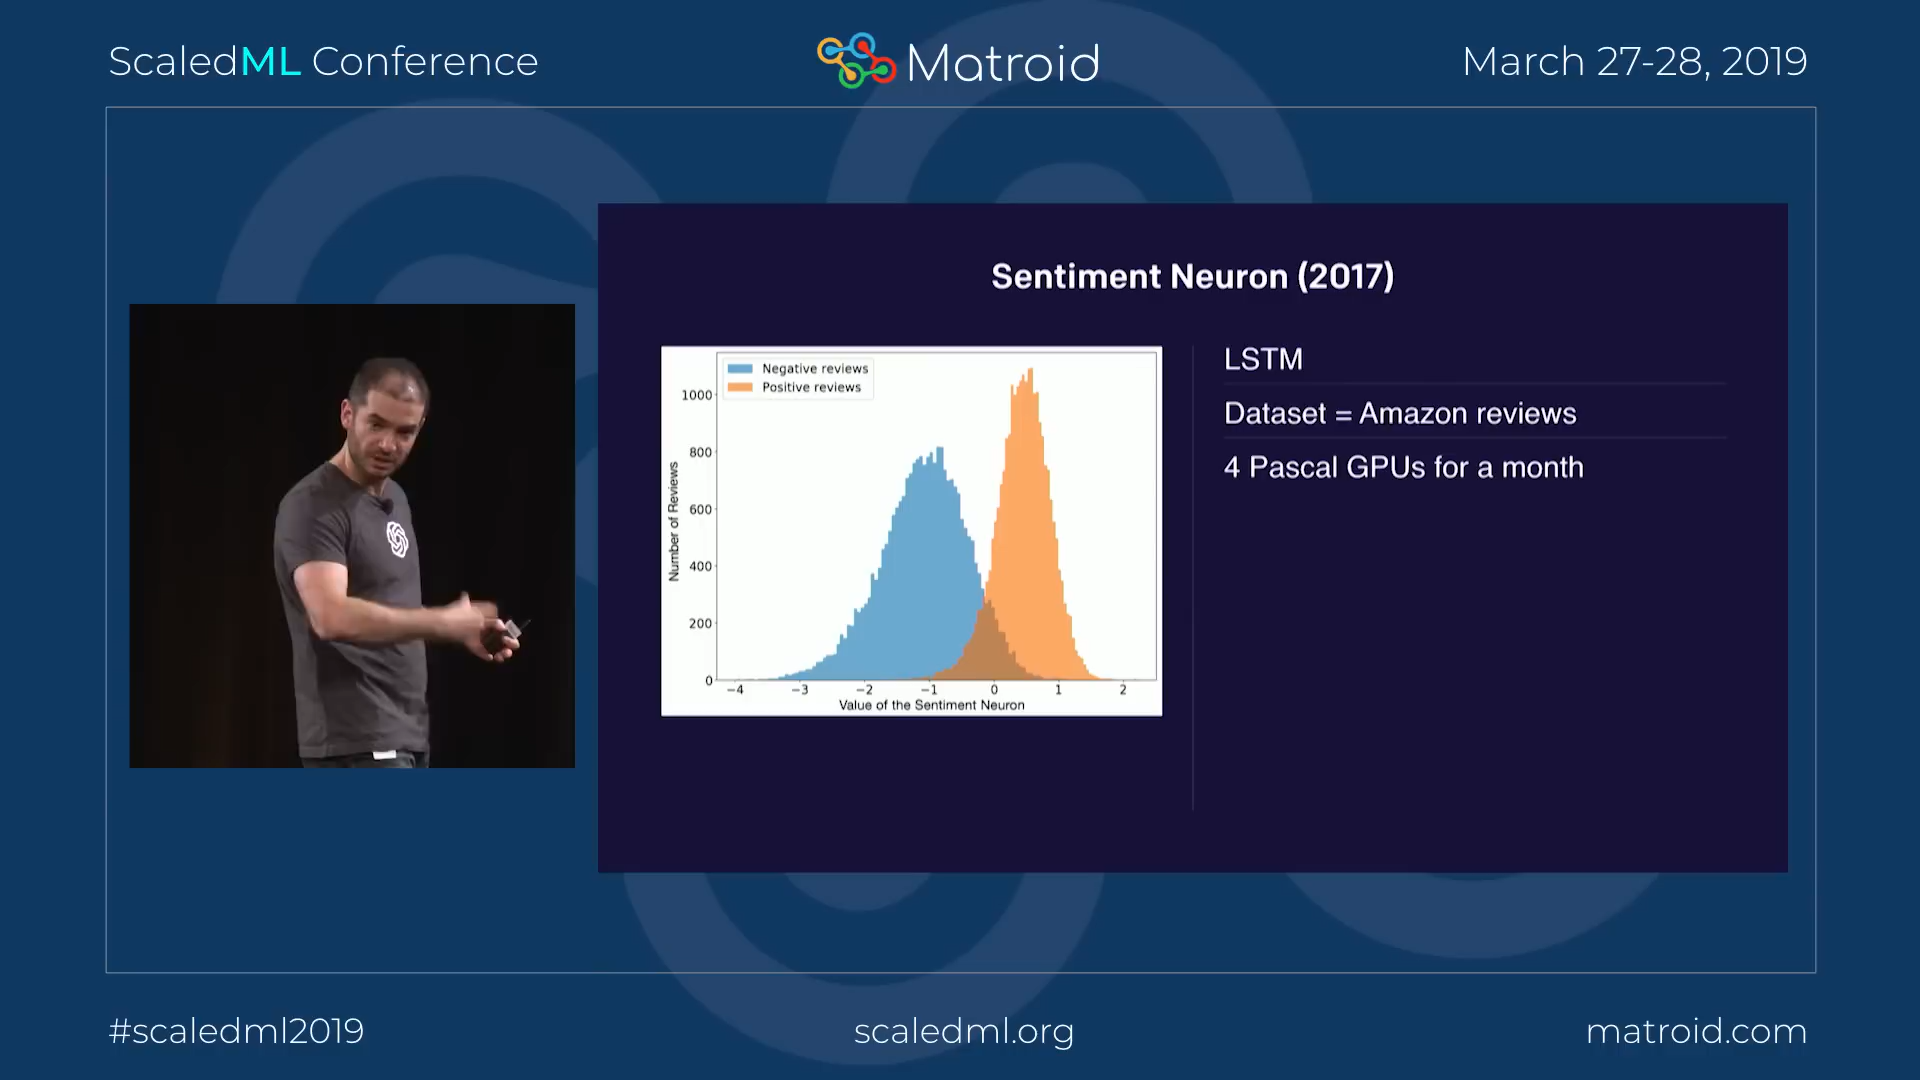 ScaledML Conference
Matroid
March 27-28, 2019
Sentiment Neuron (2017)
Negative reviews
Positive reviews
1000
800
600
400
200
0
Number of Reviews
−4 −3 −2 −1 0 1 2
Value of the Sentiment Neuron
LSTM
Dataset = Amazon reviews
4 Pascal GPUs for a month
#scaledml2019
scaledml.org
matroid.com